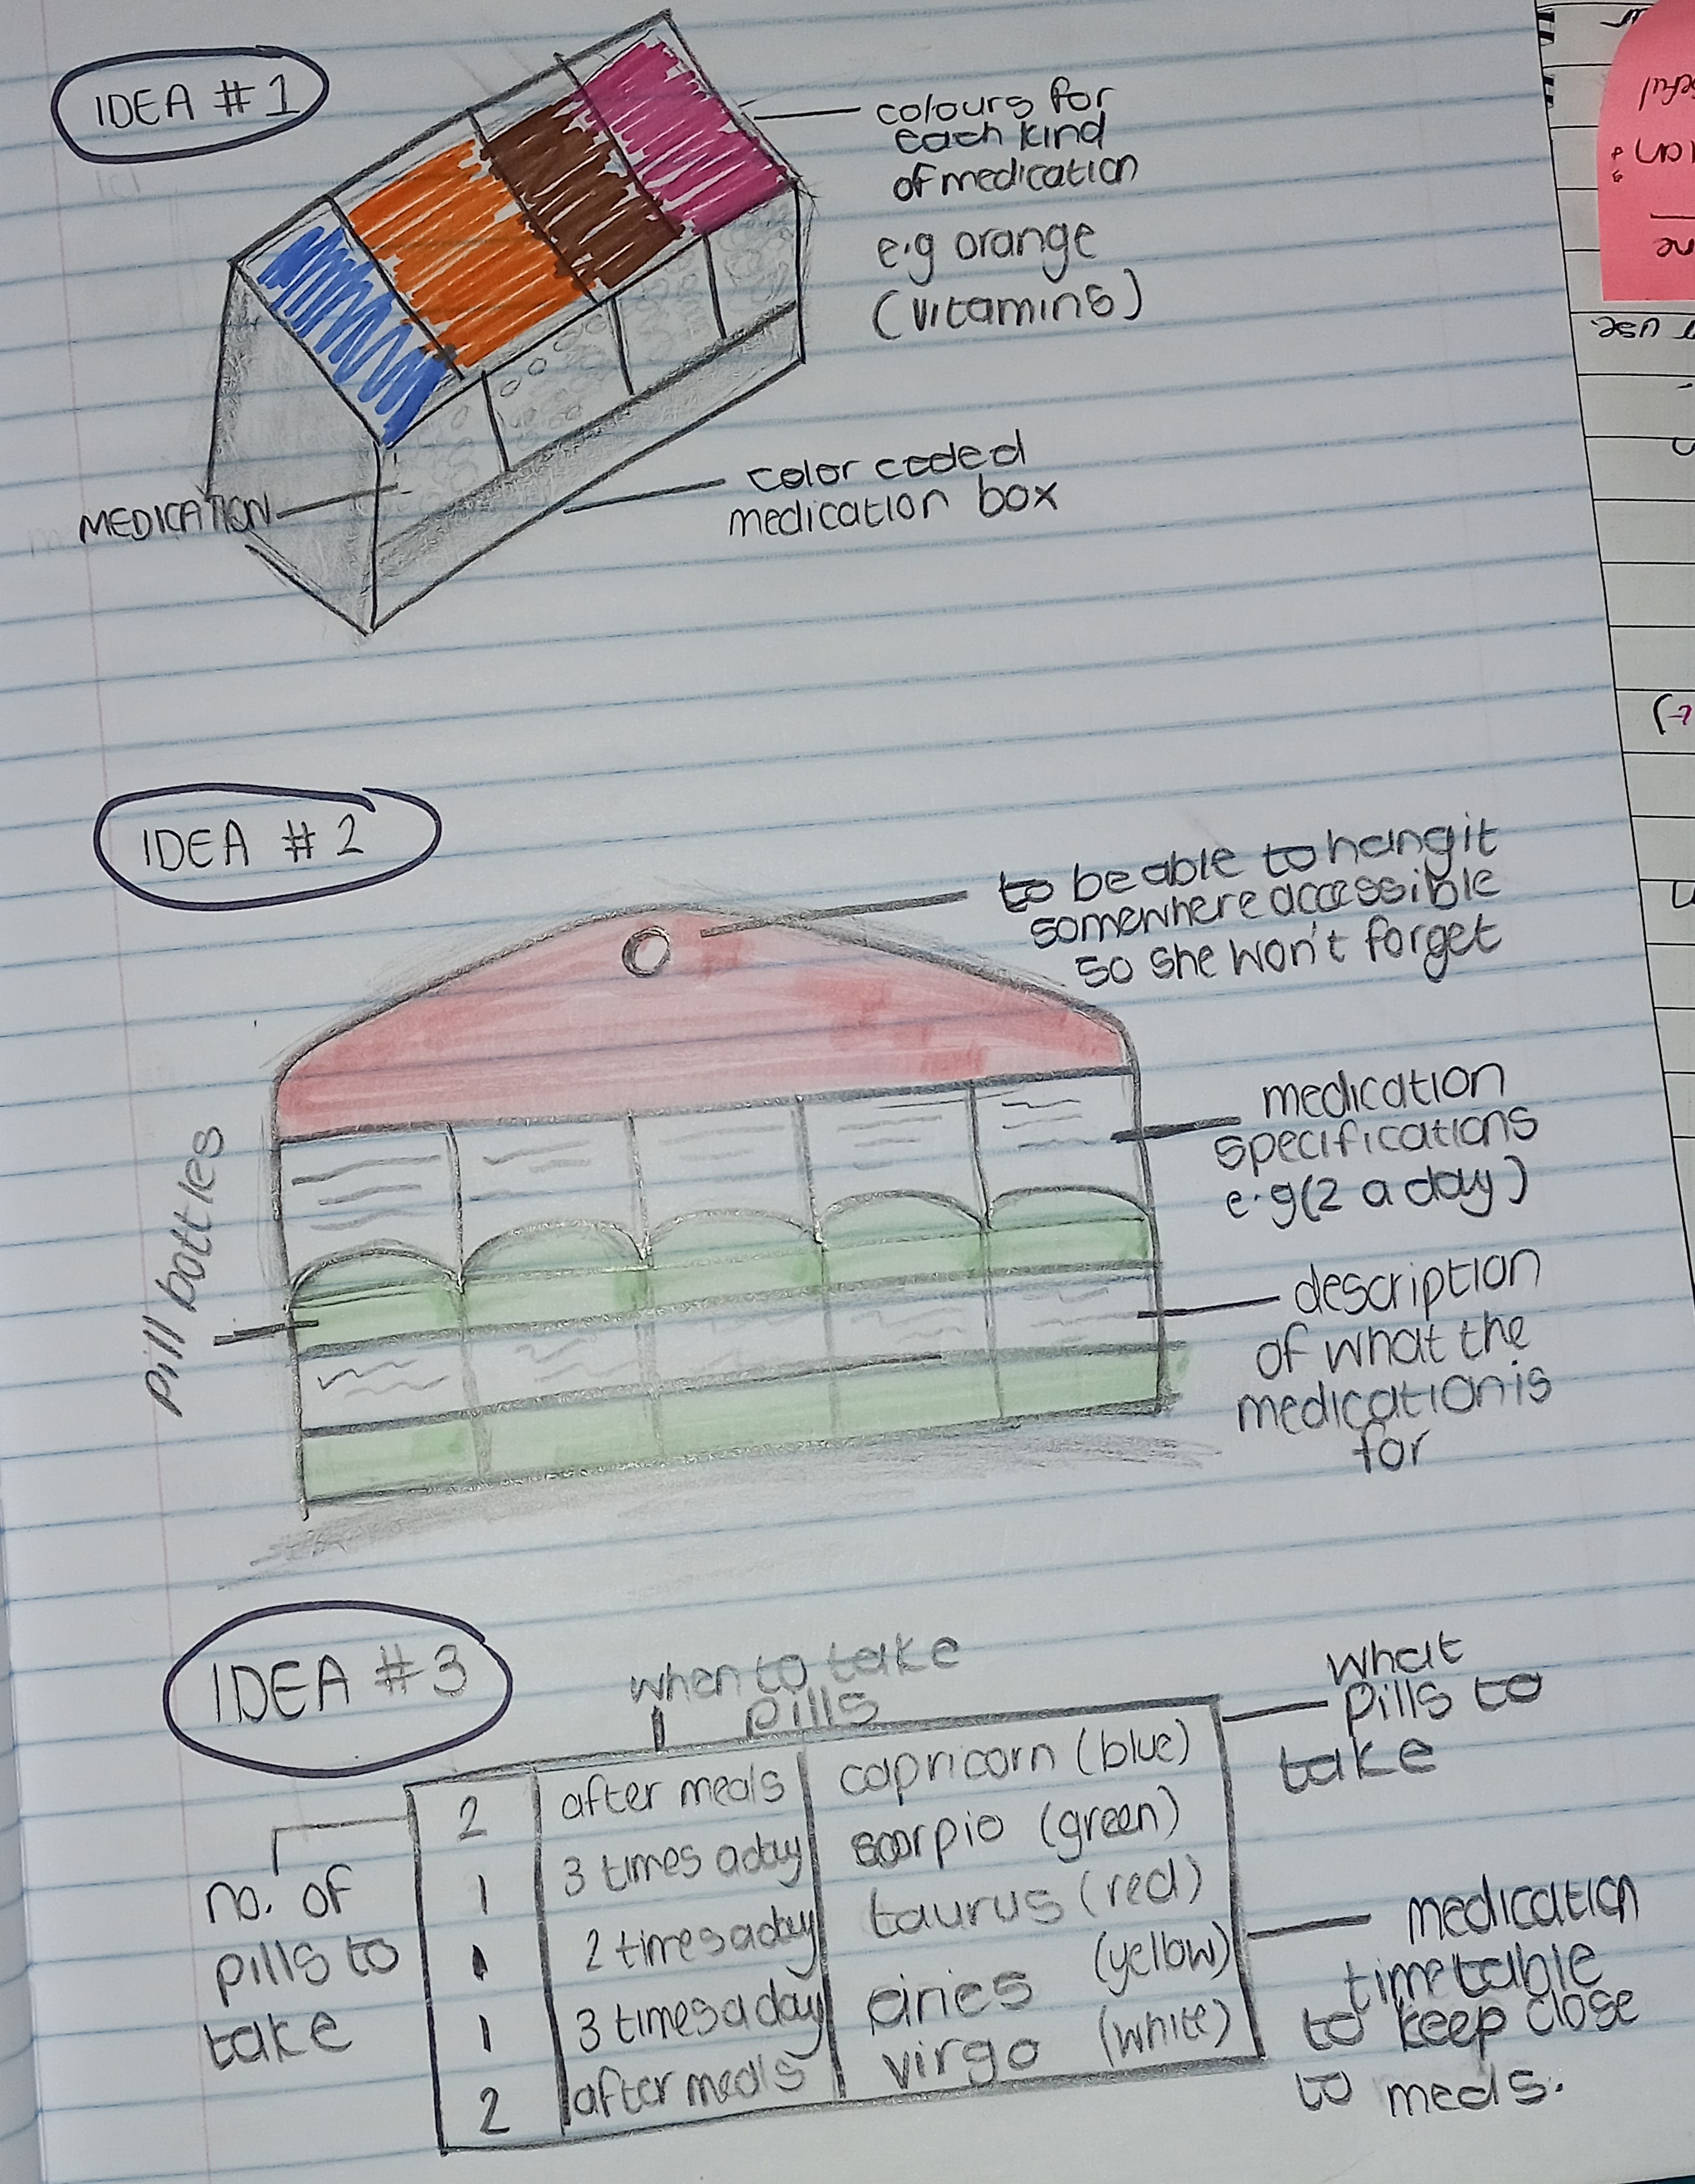 IDEA #1
colours for
each kind
of medication
e.g orange
(vitamins)
MEDICATION
color coded
medication box
IDEA #2
to be able to hang it
somewhere accessible
so she won't forget
pill bottles
medication
specifications
e.g (2 a day)
description
of what the
medication is
for
IDEA #3
when to take
pills
what
pills to
take
no. of
pills to
take
2 after meals capricorn (blue)
1 3 times a day scorpio (green)
1 2 times a day taurus (red)
1 3 times a day aries (yellow)
2 after meals virgo (white)
medication
timetable
to keep close
to meds.
use